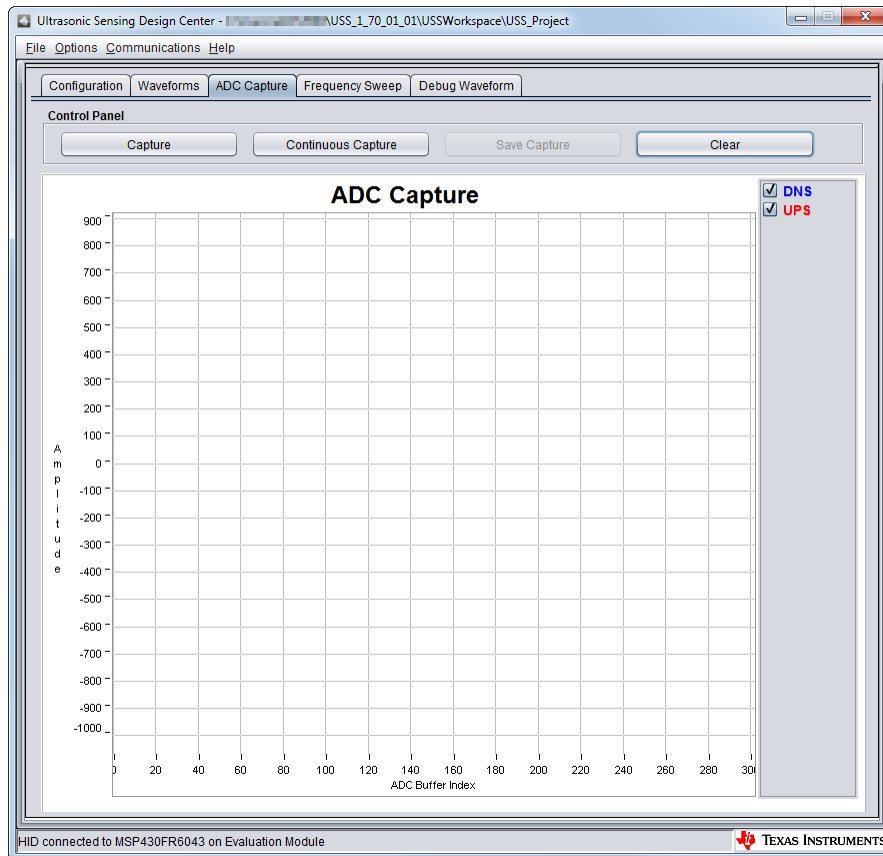 Ultrasonic Sensing Design Center - \USS_1_70_01_01\USSWorkspace\USS_Project
File Options Communications Help
Configuration Waveforms ADC Capture Frequency Sweep Debug Waveform
Control Panel
Capture Continuous Capture Save Capture Clear
ADC Capture
DNS
UPS
900
800
700
600
500
400
300
200
100
0
-100
-200
-300
-400
-500
-600
-700
-800
-900
-1000
Amplitude
0 20 40 60 80 100 120 140 160 180 200 220 240 260 280 30
ADC Buffer Index
HID connected to MSP430FR6043 on Evaluation Module
TEXAS INSTRUMENTS